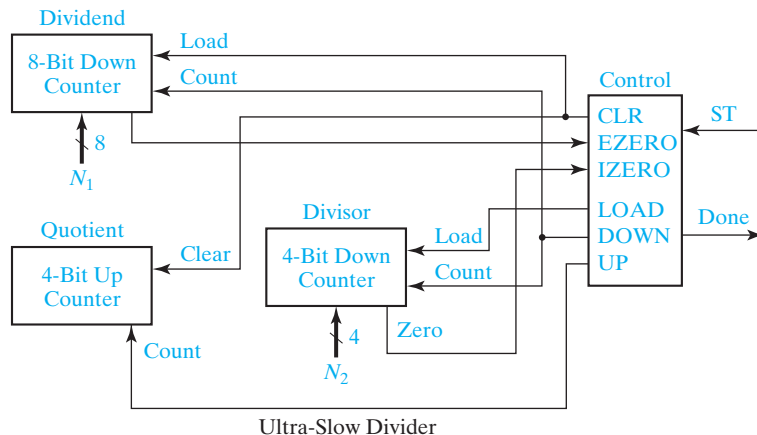 Dividend
8-Bit Down
Counter
8
N1
Load
Count
Control
CLR
EZERO
IZERO
LOAD
DOWN
UP
ST
Done
Quotient
4-Bit Up
Counter
Clear
Count
Divisor
4-Bit Down
Counter
4
N2
Load
Count
Zero
Ultra-Slow Divider